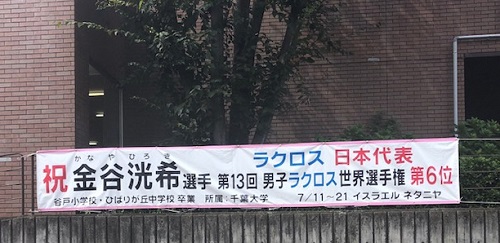 ラクロス 日本代表
かなやひろき
祝 金谷洸希選手 第13回 男子ラクロス世界選手権 第6位
谷戸小学校・ひばりが丘中学校 卒業 所属:千葉大学 7/11~21 イスラエル ネタニヤ